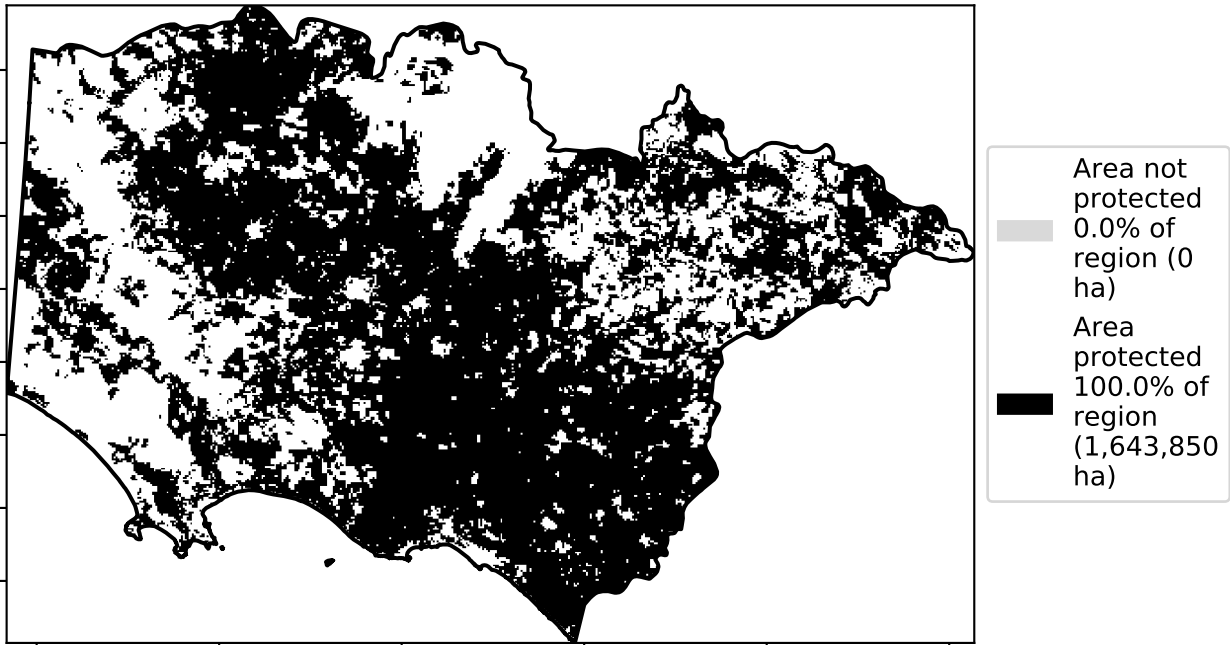 Area not
protected
0.0% of
region (0
ha)
Area
protected
100.0% of
region
(1,643,850
ha)